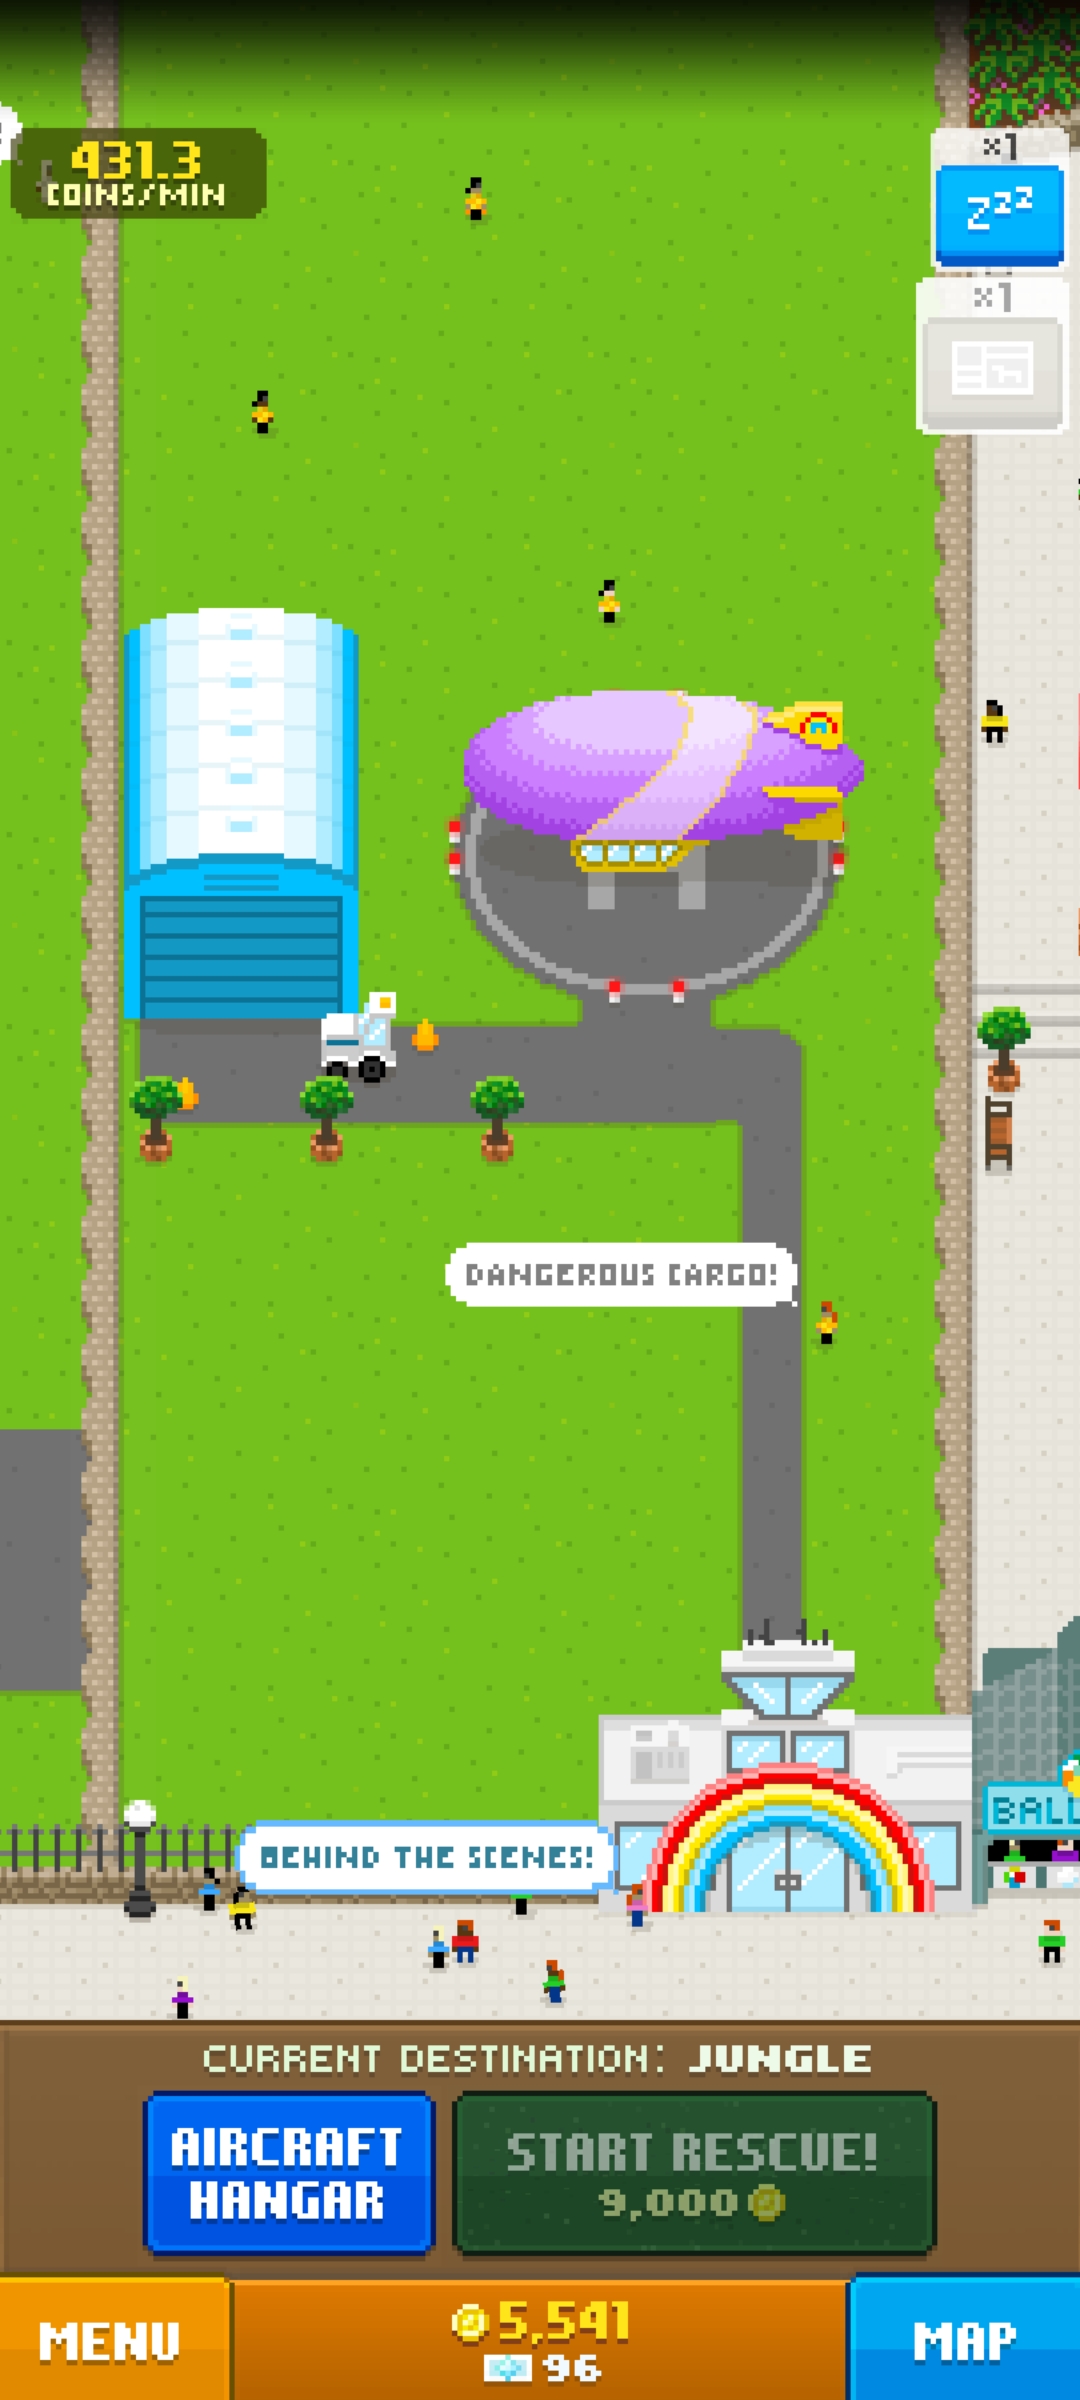 431.3
COINS/MIN
x1
zzz
x1
DANGEROUS CARGO!
BEHIND THE SCENES!
BALL
CURRENT DESTINATION: JUNGLE
AIRCRAFT
HANGAR
START RESCUE!
9,000
5,541
96
MENU
MAP